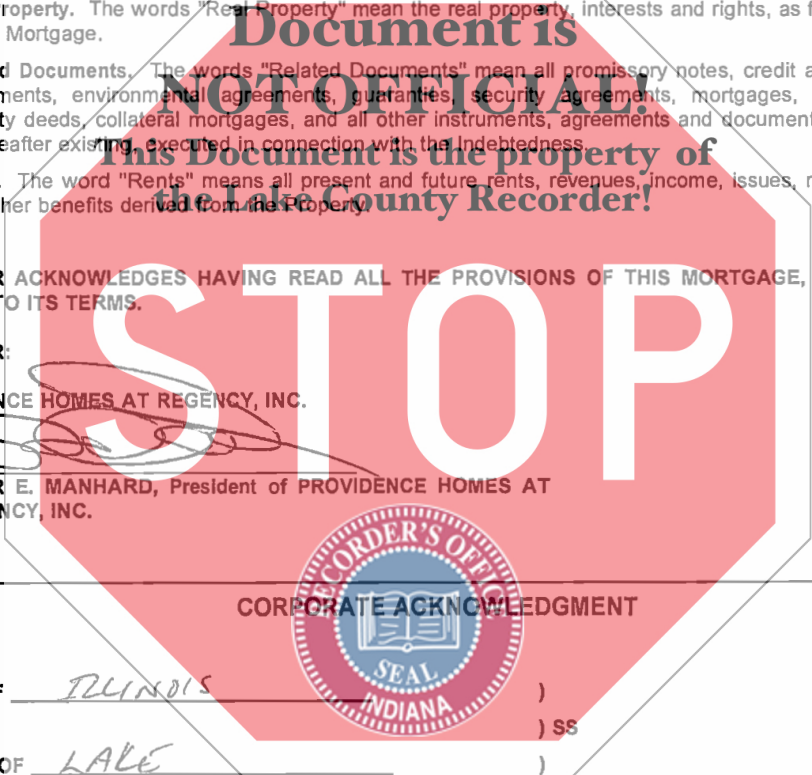 roperty. The words "Real Property" mean the real property, interests and rights, as f
Mortgage.
Document is
d Documents. The words "Related Documents" mean all promissory notes, credit a
NOT OFFICIAL!
ments, environmental agreements, guaranties, security agreements, mortgages,
ty deeds, collateral mortgages, and all other instruments, agreements and document
eafter existing, executed in connection with the Indebtedness.
This Document is the property of
The word "Rents" means all present and future rents, revenues, income, issues, r
her benefits derived from the Property.
the Lake County Recorder!
R ACKNOWLEDGES HAVING READ ALL THE PROVISIONS OF THIS MORTGAGE,
O ITS TERMS.
STOP
R:
NCE HOMES AT REGENCY, INC.
R E. MANHARD, President of PROVIDENCE HOMES AT
NCY, INC.
RECORDER'S OFFICE
CORPORATE ACKNOWLEDGMENT
SEAL
INDIANA
F ILLINOIS )
) SS
OF LAKE )